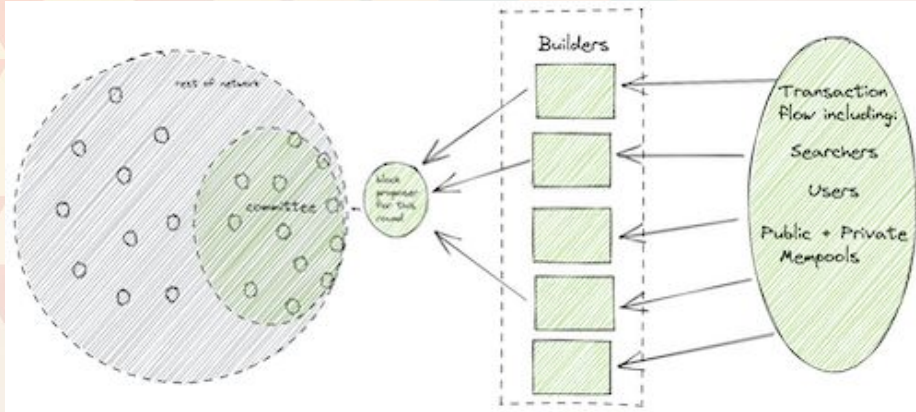 rest of network
committee
block
proposer
for this
round
Builders
Transaction
flow including:
Searchers
Users
Public + Private
Mempools